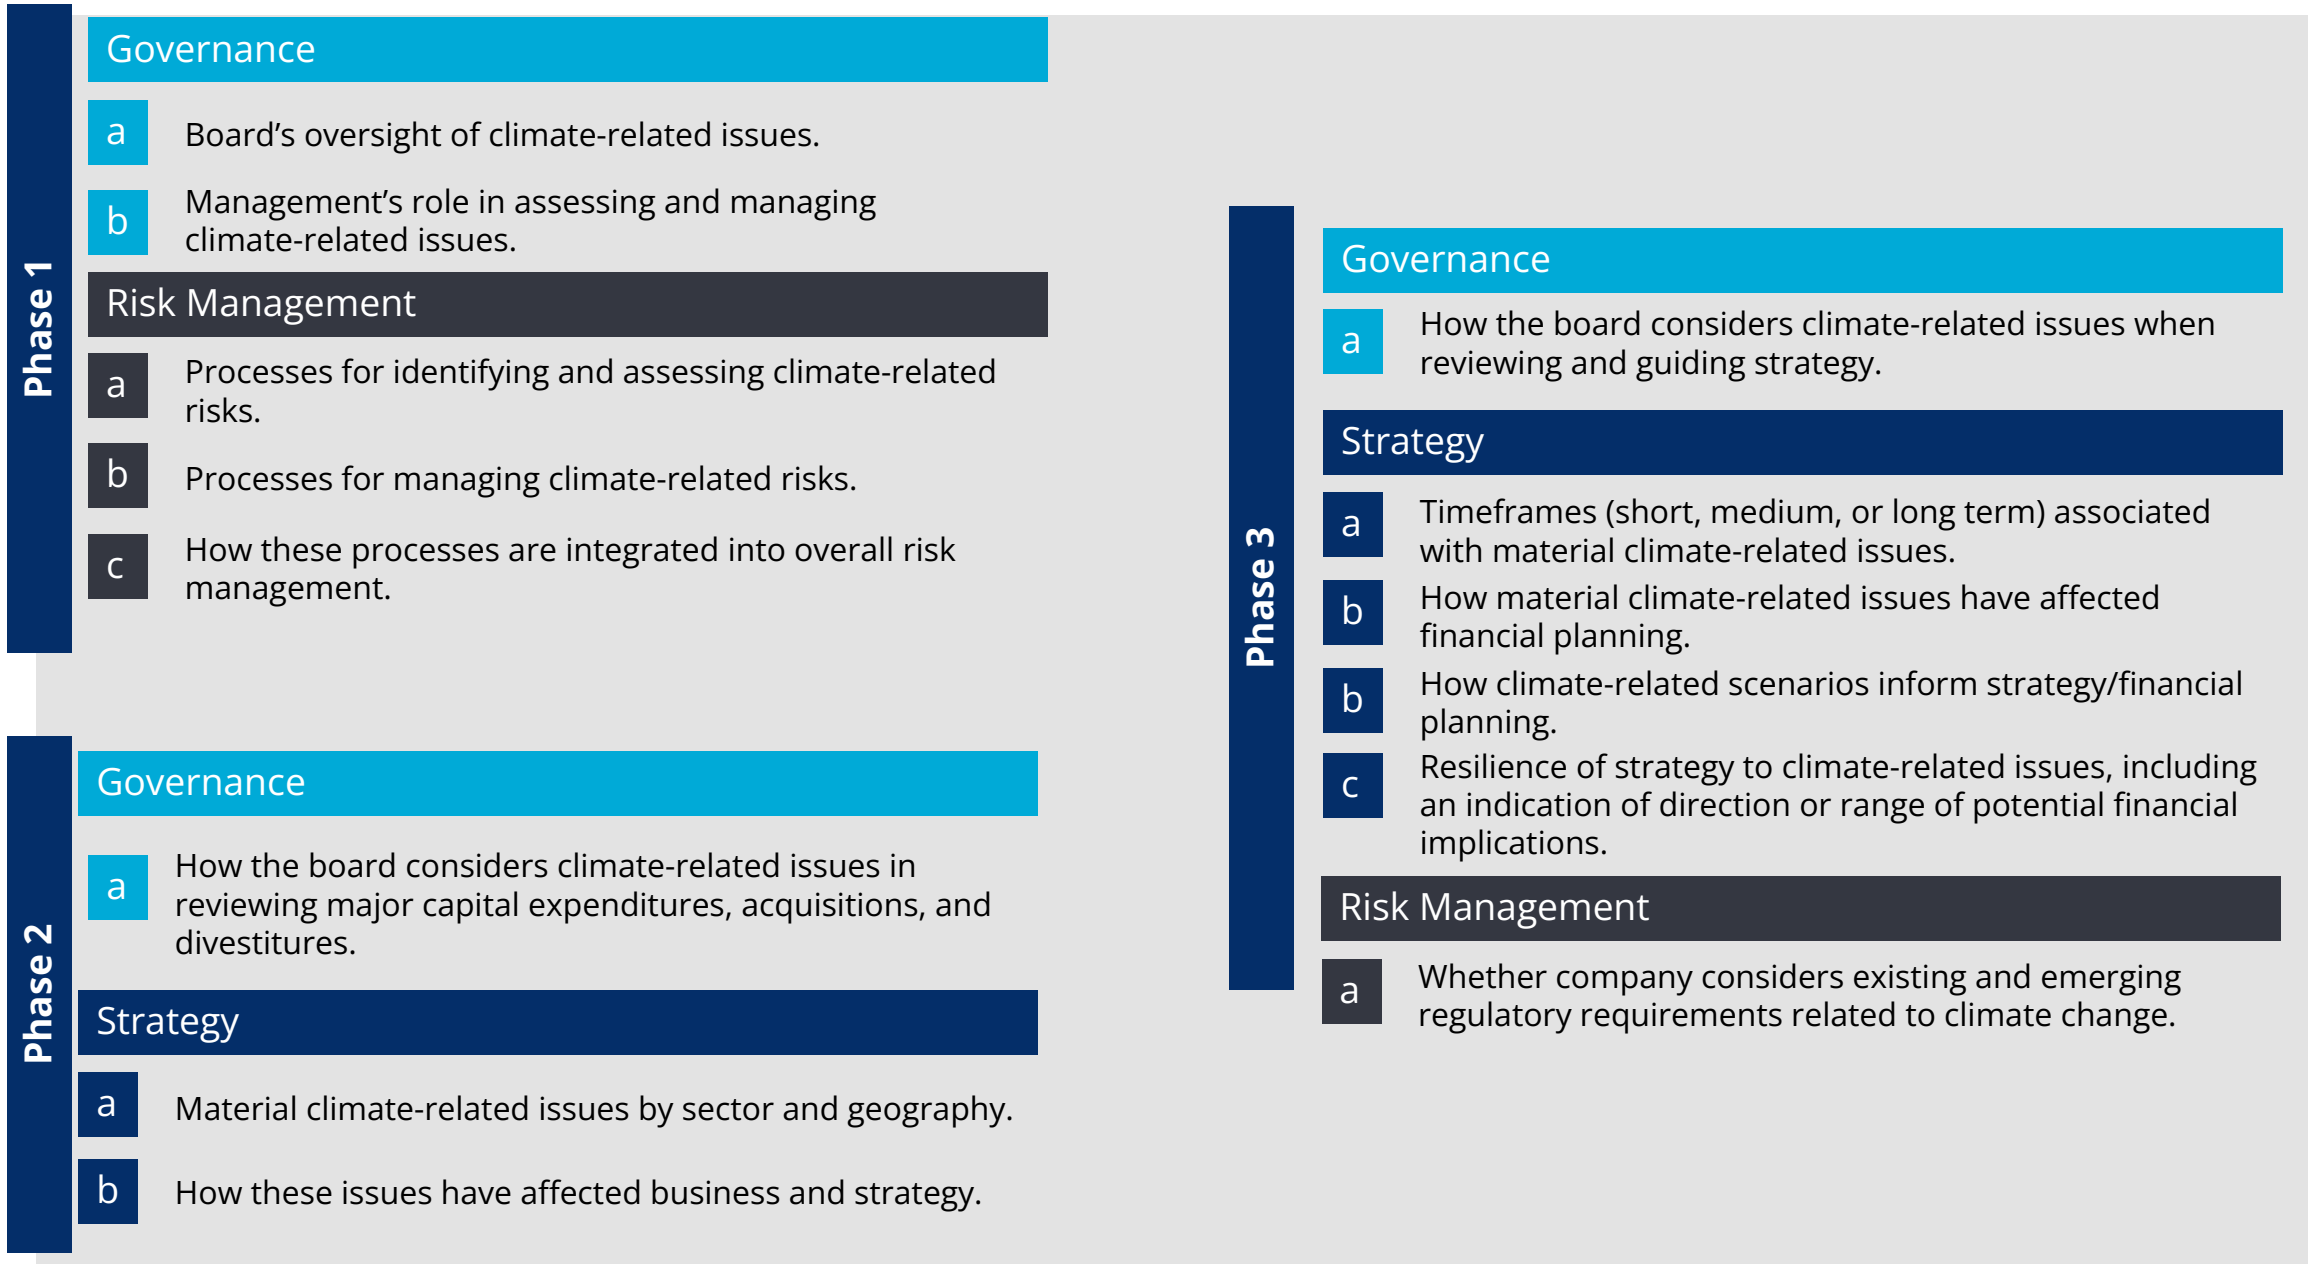 Phase 1
Governance
a
Board’s oversight of climate-related issues.
b
Management’s role in assessing and managing
climate-related issues.
Risk Management
a
Processes for identifying and assessing climate-related
risks.
b
Processes for managing climate-related risks.
c
How these processes are integrated into overall risk
management.
Phase 2
Governance
a
How the board considers climate-related issues in
reviewing major capital expenditures, acquisitions, and
divestitures.
Strategy
a
Material climate-related issues by sector and geography.
b
How these issues have affected business and strategy.
Phase 3
Governance
a
How the board considers climate-related issues when
reviewing and guiding strategy.
Strategy
a
Timeframes (short, medium, or long term) associated
with material climate-related issues.
b
How material climate-related issues have affected
financial planning.
b
How climate-related scenarios inform strategy/financial
planning.
c
Resilience of strategy to climate-related issues, including
an indication of direction or range of potential financial
implications.
Risk Management
a
Whether company considers existing and emerging
regulatory requirements related to climate change.